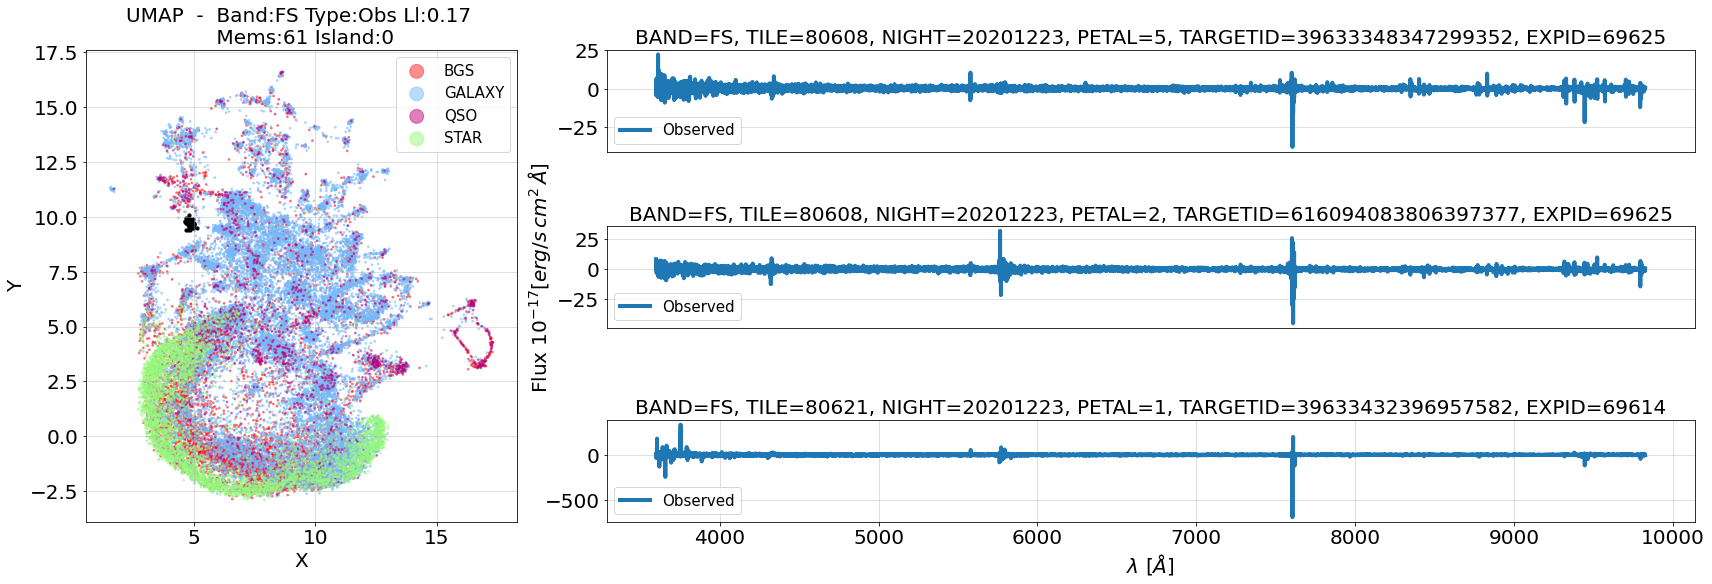 UMAP - Band:FS Type:Obs Ll:0.17
Mems:61 Island:0
17.5
15.0
12.5
10.0
7.5
5.0
2.5
0.0
−2.5
Y
5
10
15
X
BGS
GALAXY
QSO
STAR
Flux 10⁻¹⁷[erg/s cm² Å]
BAND=FS, TILE=80608, NIGHT=20201223, PETAL=5, TARGETID=39633348347299352, EXPID=69625
25
0
−25
Observed
BAND=FS, TILE=80608, NIGHT=20201223, PETAL=2, TARGETID=616094083806397377, EXPID=69625
25
0
−25
Observed
BAND=FS, TILE=80621, NIGHT=20201223, PETAL=1, TARGETID=39633432396957582, EXPID=69614
0
−500
Observed
4000
5000
6000
7000
8000
9000
10000
λ [Å]